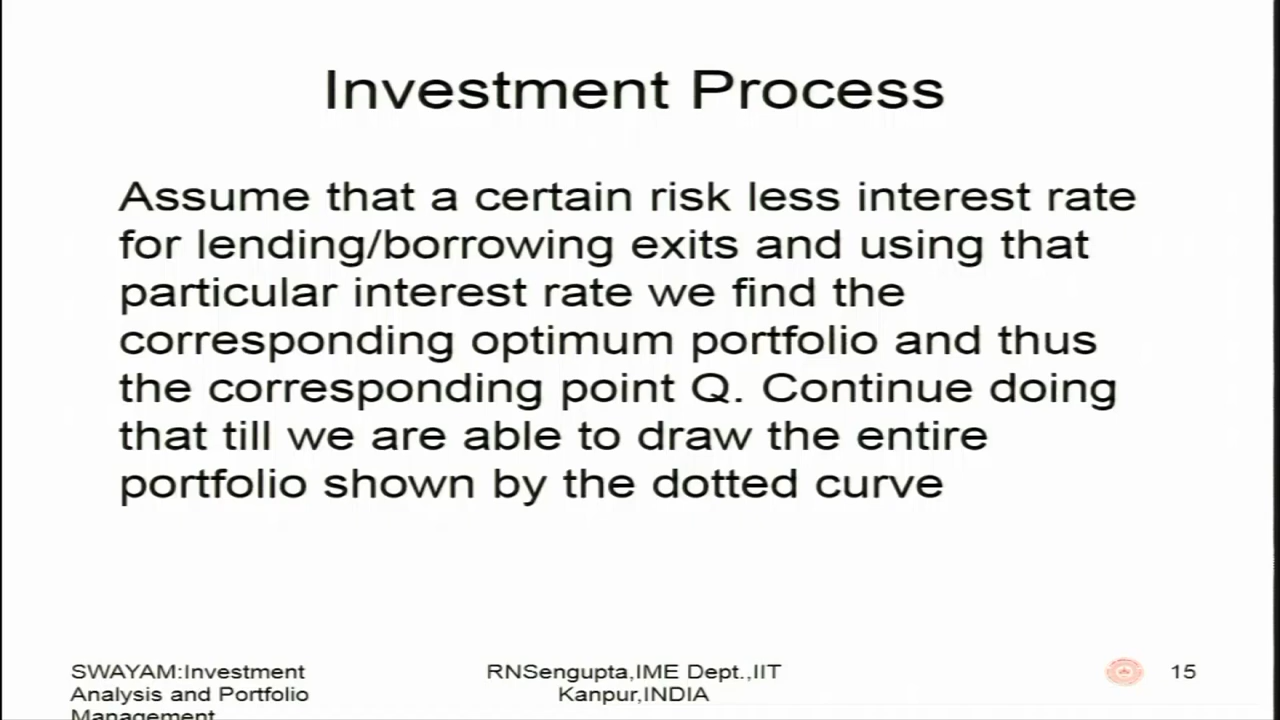 Investment Process
Assume that a certain risk less interest rate
for lending/borrowing exits and using that
particular interest rate we find the
corresponding optimum portfolio and thus
the corresponding point Q. Continue doing
that till we are able to draw the entire
portfolio shown by the dotted curve
SWAYAM:Investment
Analysis and Portfolio
Management
RNSengupta,IME Dept.,IIT
Kanpur,INDIA
15